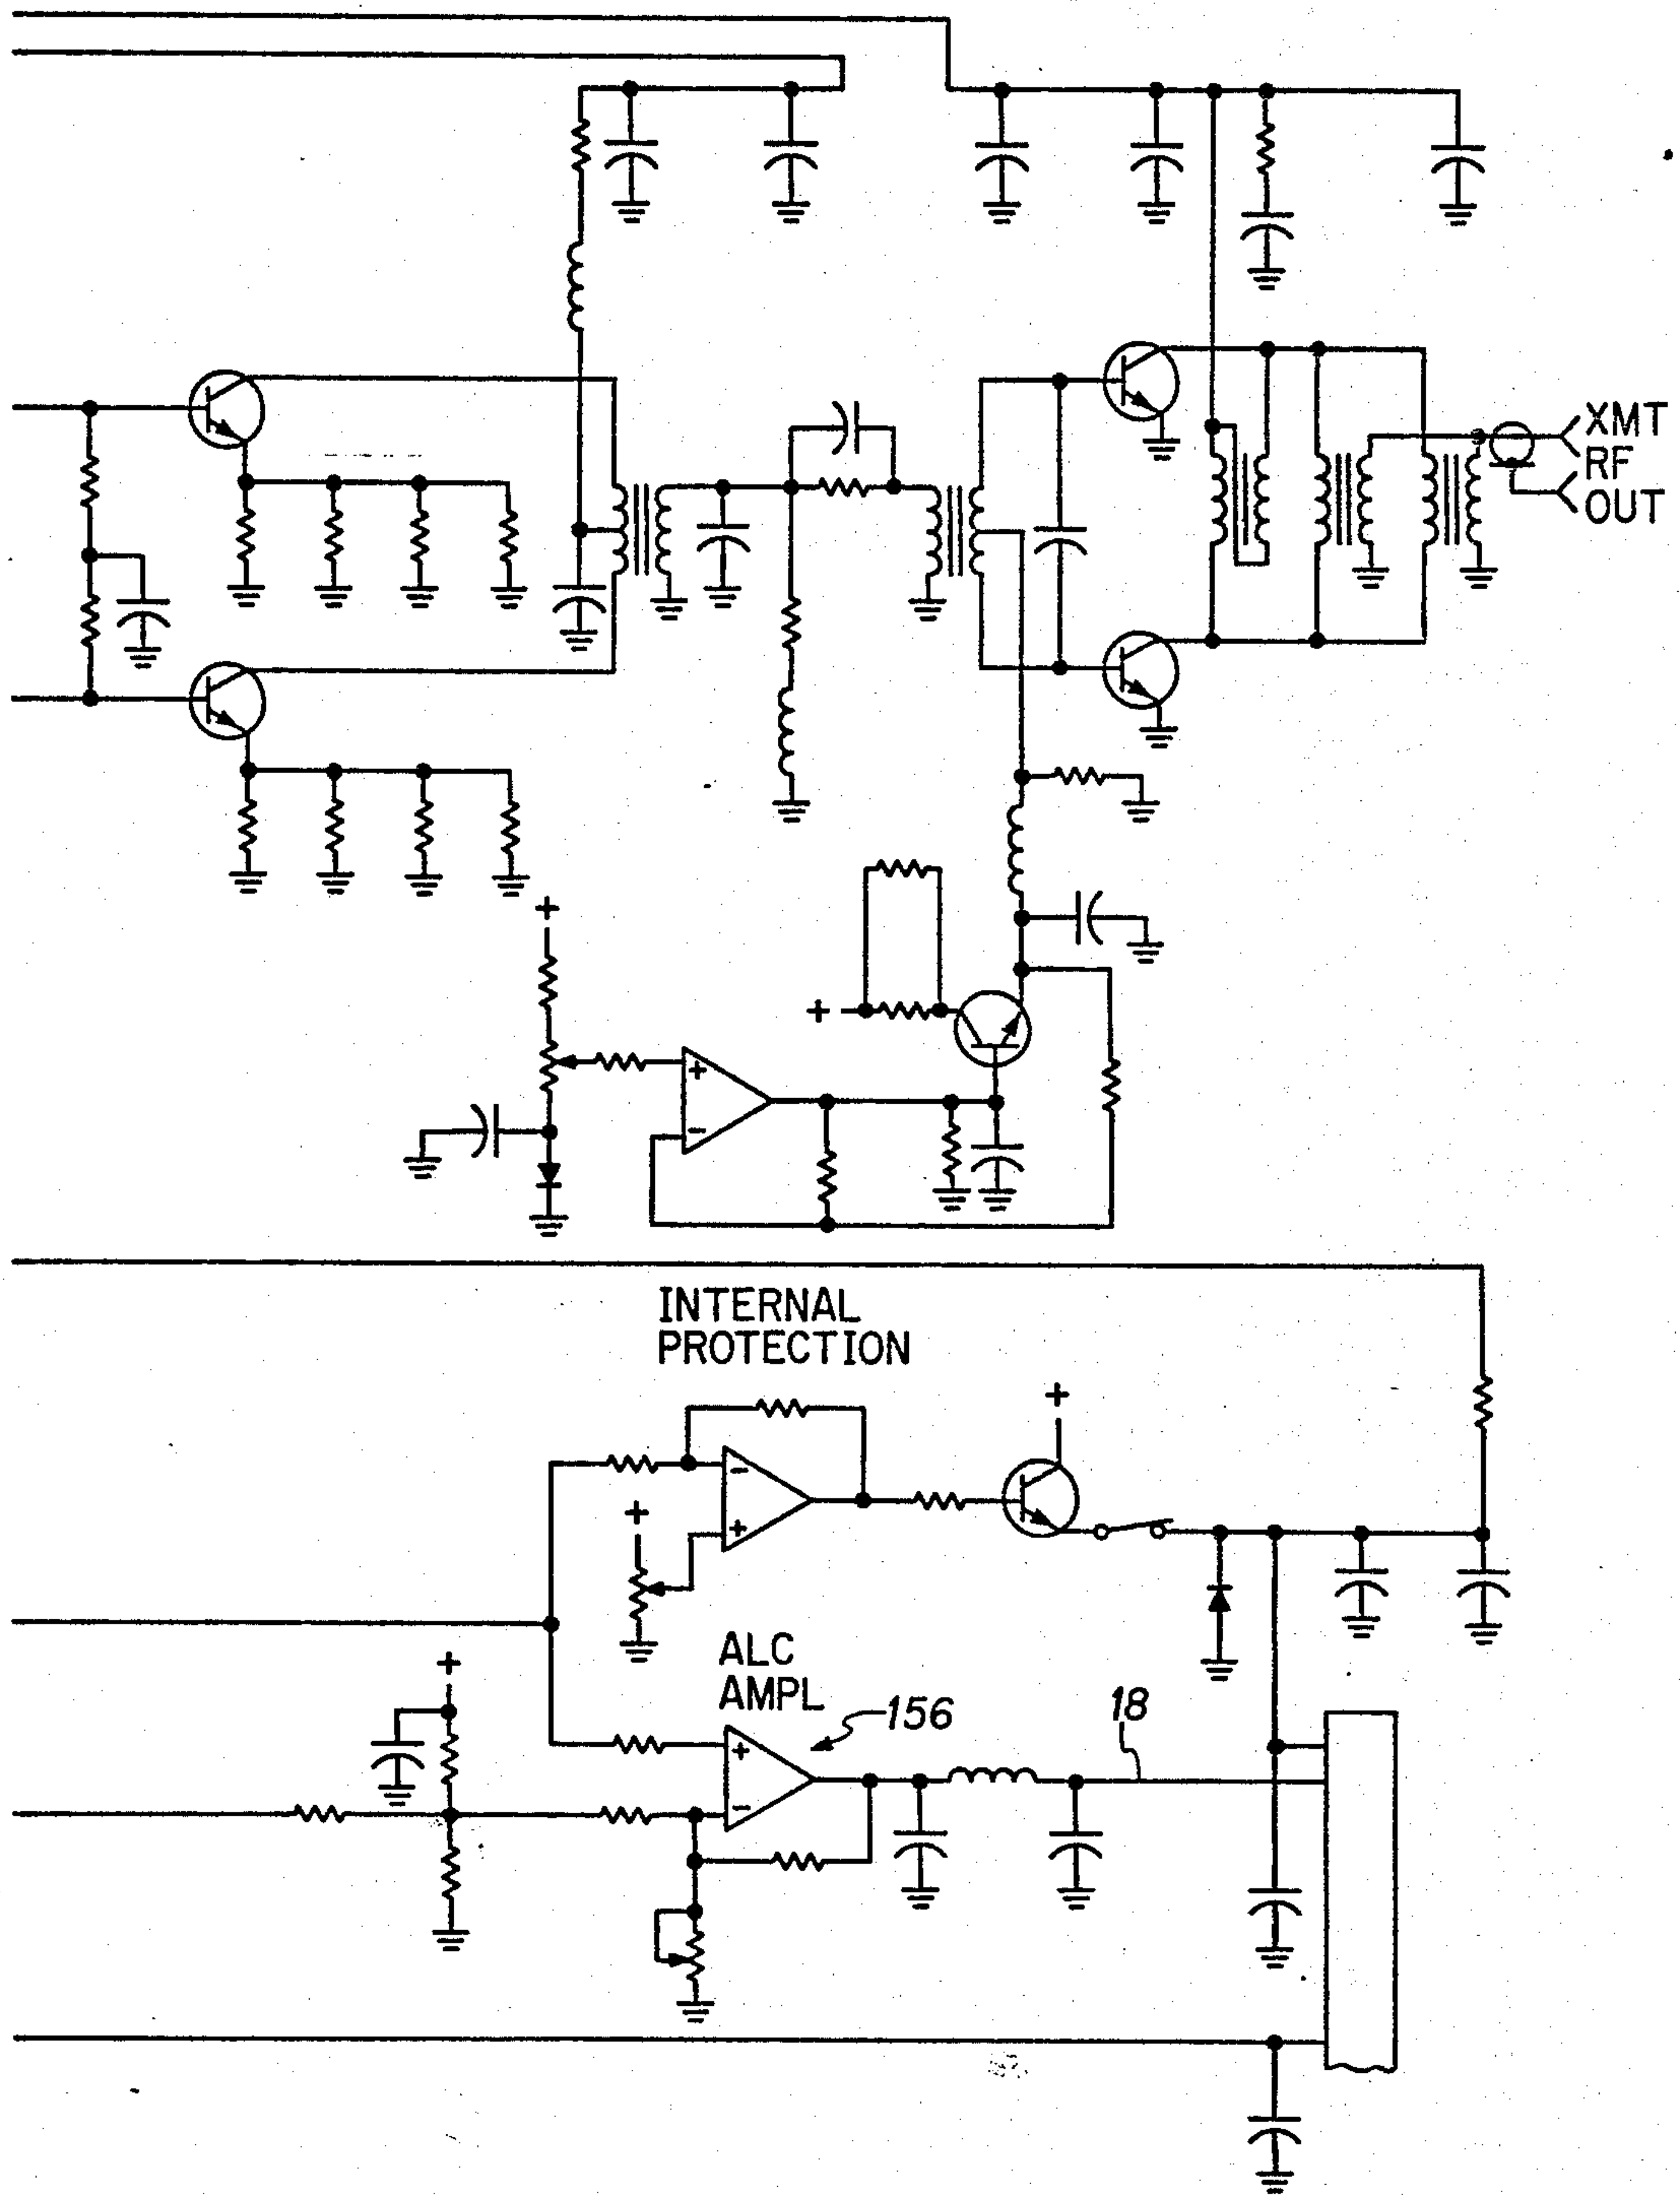 XMT
RF
OUT
+
+
+
-
INTERNAL
PROTECTION
+
-
+
+
ALC
AMPL
+
156
18
+
-